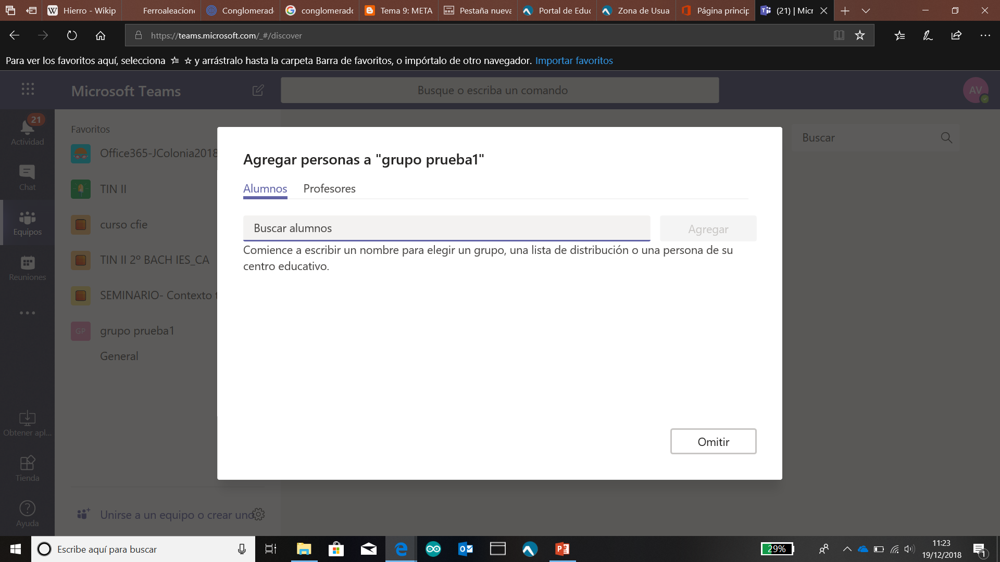 Hierro - Wikip
Ferroaleacione
Conglomerad
conglomerado
Tema 9: META
Pestaña nueva
Portal de Educ
Zona de Usua
Página princip
(21) | Micr
https://teams.microsoft.com/_#/discover
Para ver los favoritos aquí, selecciona y arrástralo hasta la carpeta Barra de favoritos, o impórtalo de otro navegador. Importar favoritos
Microsoft Teams
Busque o escriba un comando
AV
21
Actividad
Chat
Equipos
Reuniones
Obtener apl...
Tienda
Ayuda
Favoritos
Office365-JColonia2018
TIN II
curso cfie
TIN II 2º BACH IES_CA
SEMINARIO- Contexto t
GP
grupo prueba1
General
Unirse a un equipo o crear uno
Buscar
Agregar personas a "grupo prueba1"
Alumnos
Profesores
Buscar alumnos
Agregar
Comience a escribir un nombre para elegir un grupo, una lista de distribución o una persona de su
centro educativo.
Omitir
Escribe aquí para buscar
29%
11:23
19/12/2018
1